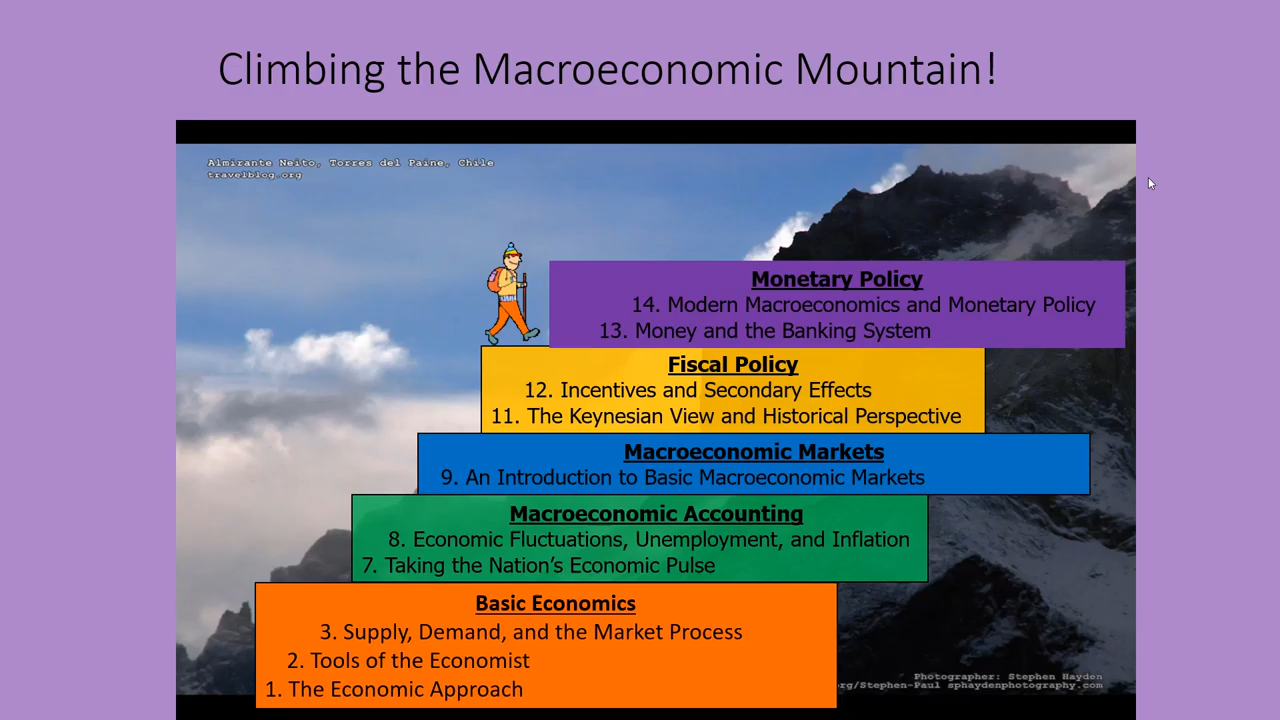 Climbing the Macroeconomic Mountain!
Almirante Neito, Torres del Paine, Chile
travelblog.org
Monetary Policy
14. Modern Macroeconomics and Monetary Policy
13. Money and the Banking System
Fiscal Policy
12. Incentives and Secondary Effects
11. The Keynesian View and Historical Perspective
Macroeconomic Markets
9. An Introduction to Basic Macroeconomic Markets
Macroeconomic Accounting
8. Economic Fluctuations, Unemployment, and Inflation
7. Taking the Nation’s Economic Pulse
Basic Economics
3. Supply, Demand, and the Market Process
2. Tools of the Economist
1. The Economic Approach
Photographer: Stephen Hayden
org/Stephen-Paul sphaydenphotography.com